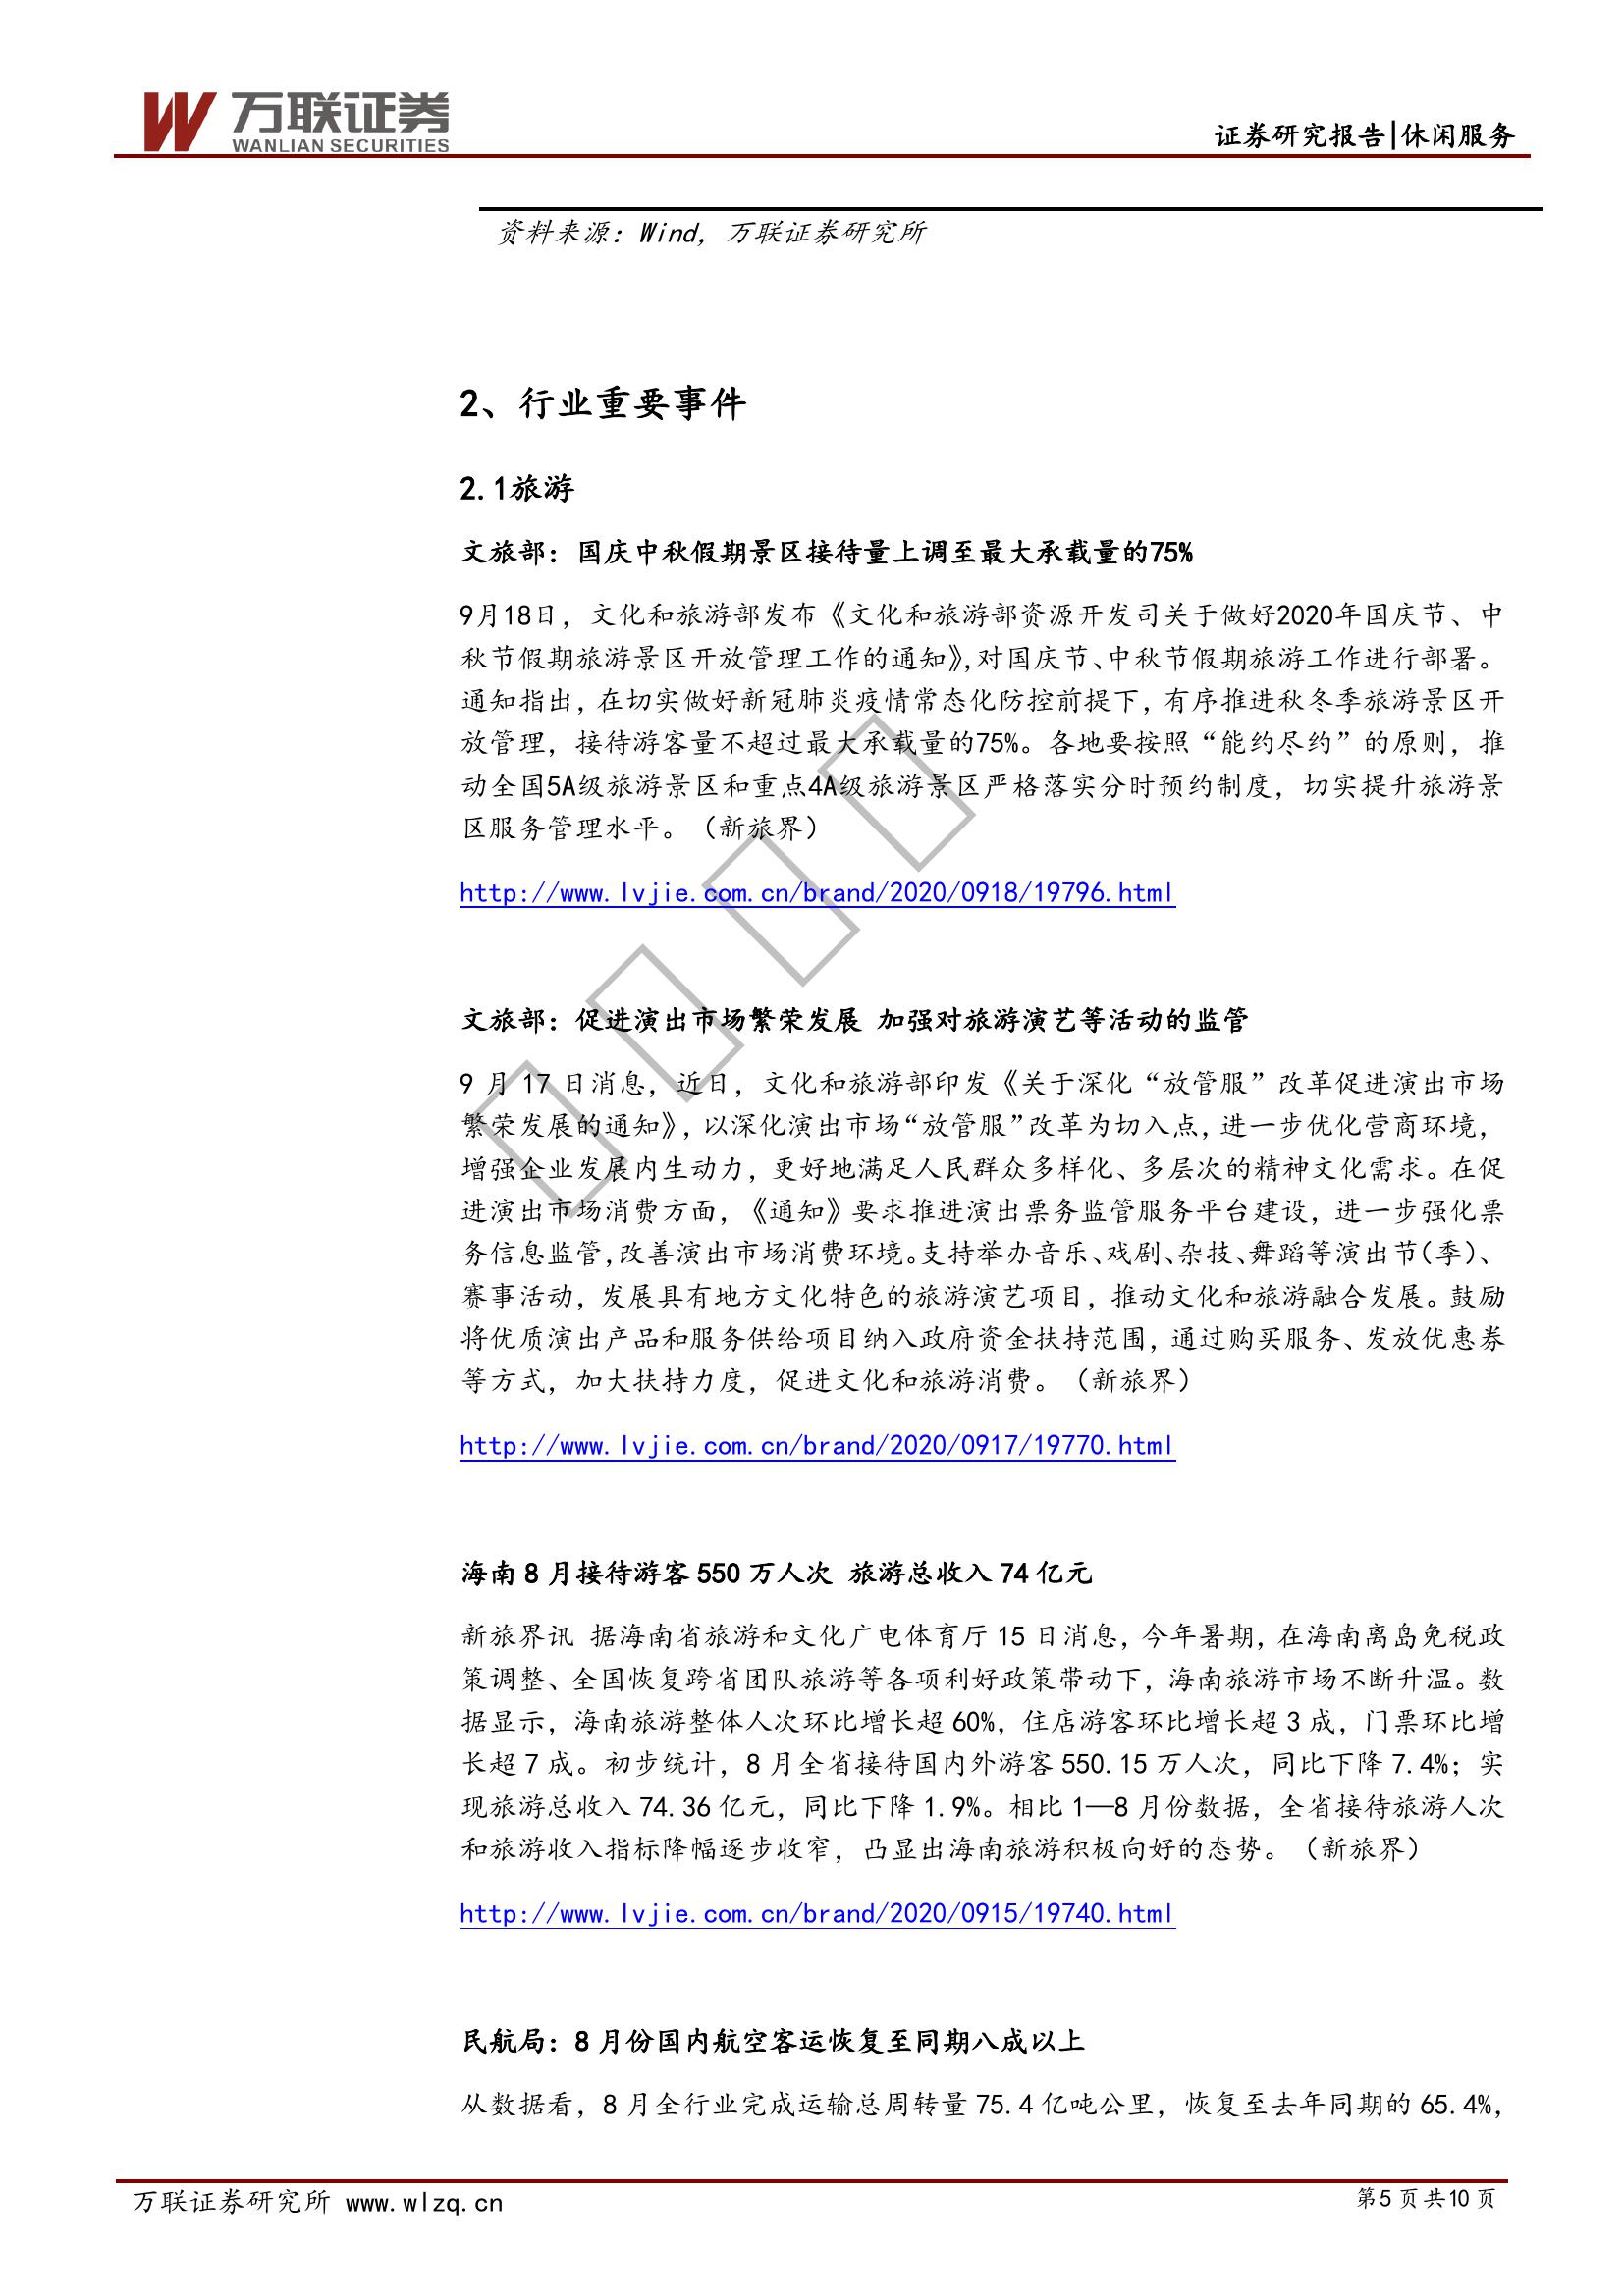 万联证券
WANLIAN SECURITIES
证券研究报告|休闲服务
资料来源：Wind，万联证券研究所
2、行业重要事件
2.1旅游
文旅部：国庆中秋假期景区接待量上调至最大承载量的75%
9月18日，文化和旅游部发布《文化和旅游部资源开发司关于做好2020年国庆节、中
秋节假期旅游景区开放管理工作的通知》，对国庆节、中秋节假期旅游工作进行部署。
通知指出，在切实做好新冠肺炎疫情常态化防控前提下，有序推进秋冬季旅游景区开
放管理，接待游客量不超过最大承载量的75%。各地要按照“能约尽约”的原则，推
动全国5A级旅游景区和重点4A级旅游景区严格落实分时预约制度，切实提升旅游景
区服务管理水平。（新旅界）
http://www.lvjie.com.cn/brand/2020/0918/19796.html
文旅部：促进演出市场繁荣发展 加强对旅游演艺等活动的监管
9 月 17 日消息，近日，文化和旅游部印发《关于深化“放管服”改革促进演出市场
繁荣发展的通知》，以深化演出市场“放管服”改革为切入点，进一步优化营商环境，
增强企业发展内生动力，更好地满足人民群众多样化、多层次的精神文化需求。在促
进演出市场消费方面，《通知》要求推进演出票务监管服务平台建设，进一步强化票
务信息监管，改善演出市场消费环境。支持举办音乐、戏剧、杂技、舞蹈等演出节（季）、
赛事活动，发展具有地方文化特色的旅游演艺项目，推动文化和旅游融合发展。鼓励
将优质演出产品和服务供给项目纳入政府资金扶持范围，通过购买服务、发放优惠券
等方式，加大扶持力度，促进文化和旅游消费。（新旅界）
http://www.lvjie.com.cn/brand/2020/0917/19770.html
海南 8 月接待游客 550 万人次 旅游总收入 74 亿元
新旅界讯 据海南省旅游和文化广电体育厅 15 日消息，今年暑期，在海南离岛免税政
策调整、全国恢复跨省团队旅游等各项利好政策带动下，海南旅游市场不断升温。数
据显示，海南旅游整体人次环比增长超 60%，住店游客环比增长超 3 成，门票环比增
长超 7 成。初步统计，8 月全省接待国内外游客 550.15 万人次，同比下降 7.4%；实
现旅游总收入 74.36 亿元，同比下降 1.9%。相比 1—8 月份数据，全省接待旅游人次
和旅游收入指标降幅逐步收窄，凸显出海南旅游积极向好的态势。（新旅界）
http://www.lvjie.com.cn/brand/2020/0915/19740.html
民航局：8 月份国内航空客运恢复至同期八成以上
从数据看，8 月全行业完成运输总周转量 75.4 亿吨公里，恢复至去年同期的 65.4%，
万联证券研究所 www.wlzq.cn
第5 页共10 页